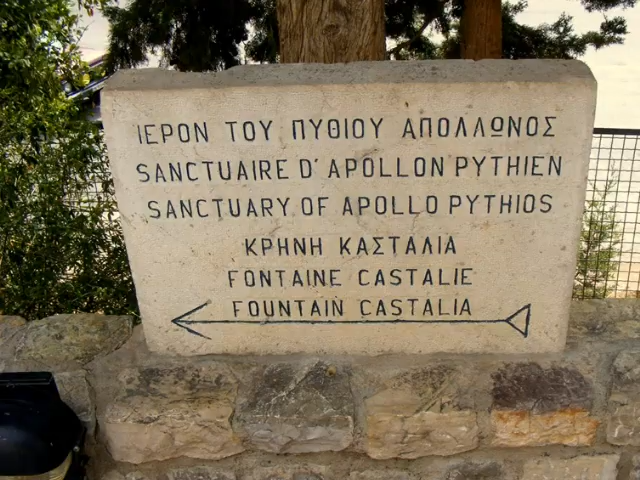 ΙΕΡΟΝ ΤΟΥ ΠΥΘΙΟΥ ΑΠΟΛΛΩΝΟΣ
SANCTUAIRE D'APOLLON PYTHIEN
SANCTUARY OF APOLLO PYTHIOS
ΚΡΗΝΗ ΚΑΣΤΑΛΙΑ
FONTAINE CASTALIE
FOUNTAIN CASTALIA